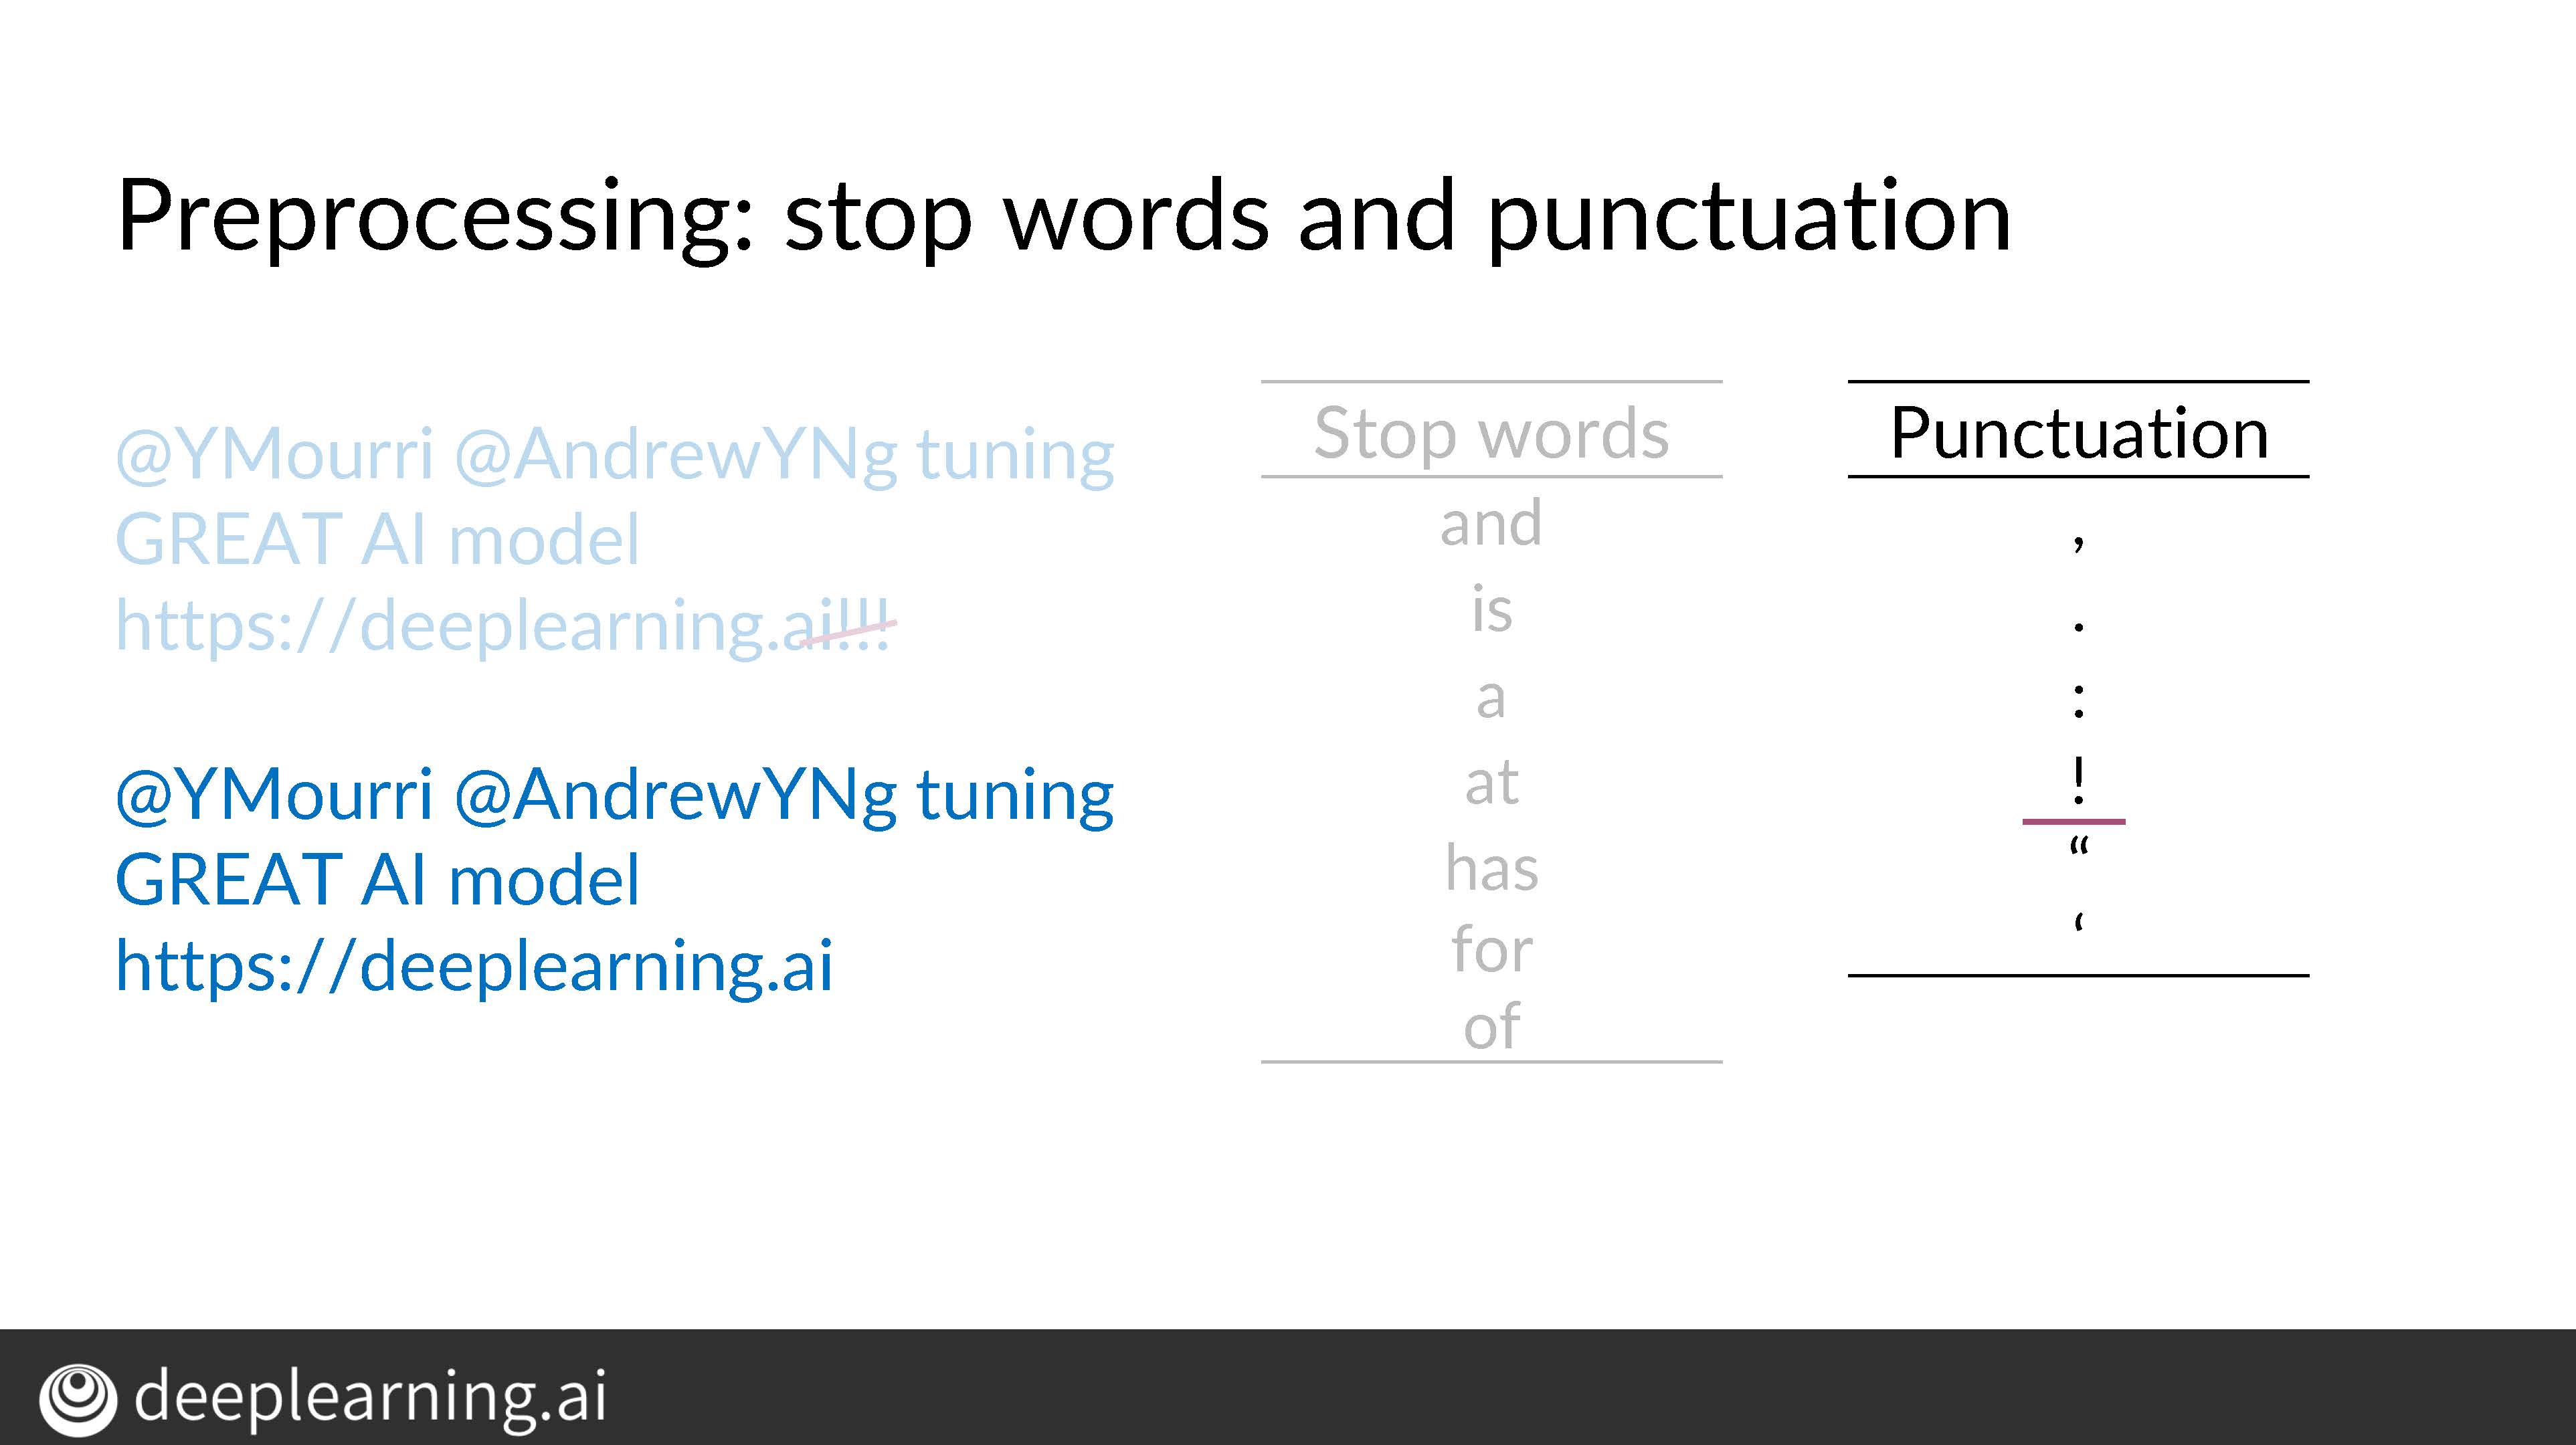 Preprocessing: stop words and punctuation
@YMourri @AndrewYNg tuning
GREAT AI model
https://deeplearning.ai!!!
@YMourri @AndrewYNg tuning
GREAT AI model
https://deeplearning.ai
Stop words
and
is
a
at
has
for
of
Punctuation
,
.
:
!
“
‘
deeplearning.ai